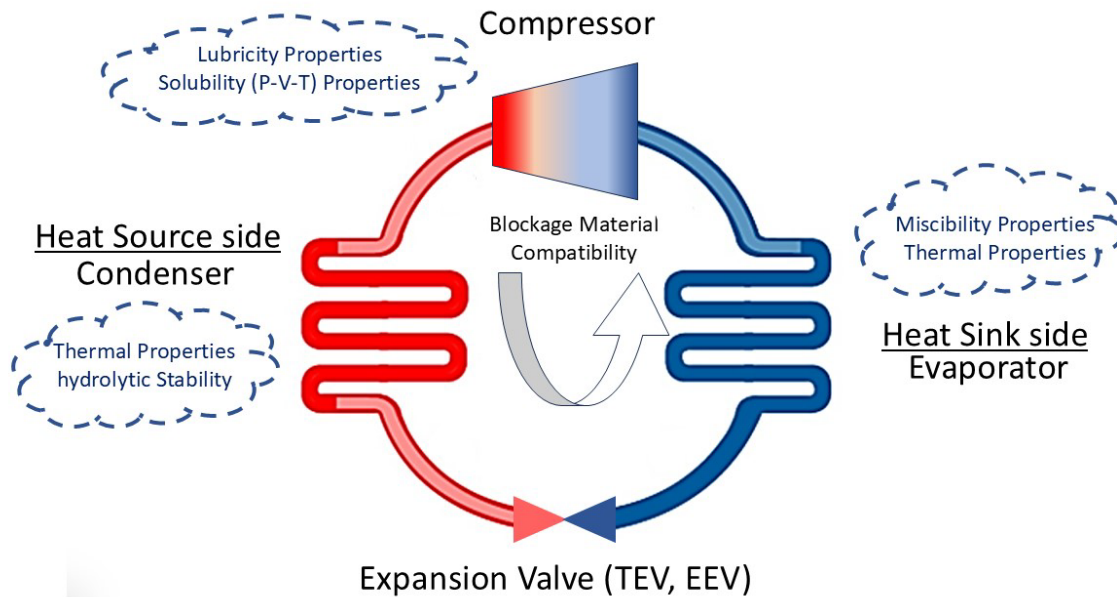 Compressor
Lubricity Properties
Solubility (P-V-T) Properties
Blockage Material
Compatibility
Heat Source side
Condenser
Thermal Properties
hydrolytic Stability
Miscibility Properties
Thermal Properties
Heat Sink side
Evaporator
Expansion Valve (TEV, EEV)